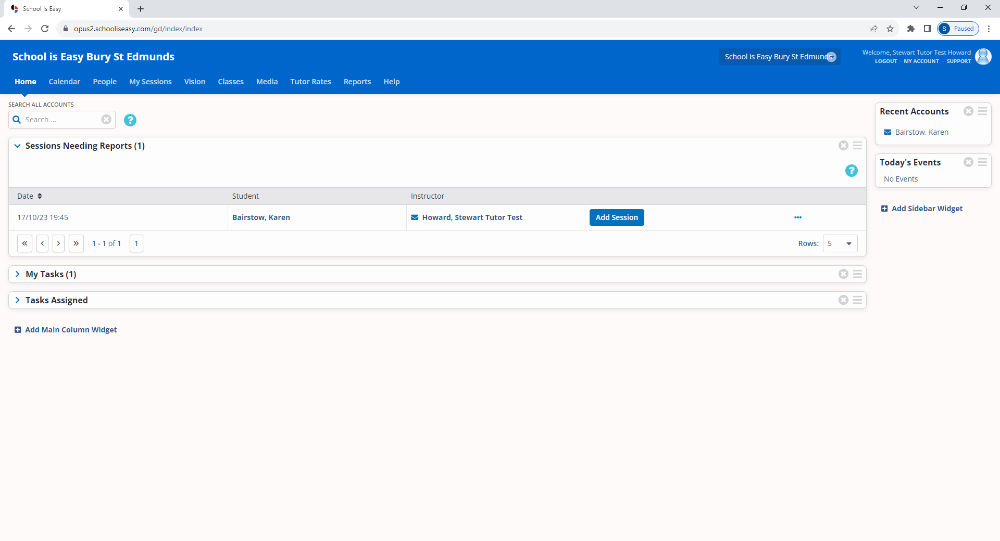 School Is Easy
opus2.schooliseasy.com/gd/index/index
S Paused
School is Easy Bury St Edmunds
School is Easy Bury St Edmunds
Welcome, Stewart Tutor Test Howard
LOGOUT · MY ACCOUNT · SUPPORT
Home Calendar People My Sessions Vision Classes Media Tutor Rates Reports Help
SEARCH ALL ACCOUNTS
Search ...
?
Sessions Needing Reports (1)
?
Date Student Instructor
17/10/23 19:45 Bairstow, Karen Howard, Stewart Tutor Test Add Session
1 - 1 of 1 1 Rows: 5
My Tasks (1)
Tasks Assigned
Add Main Column Widget
Recent Accounts
Bairstow, Karen
Today's Events
No Events
Add Sidebar Widget